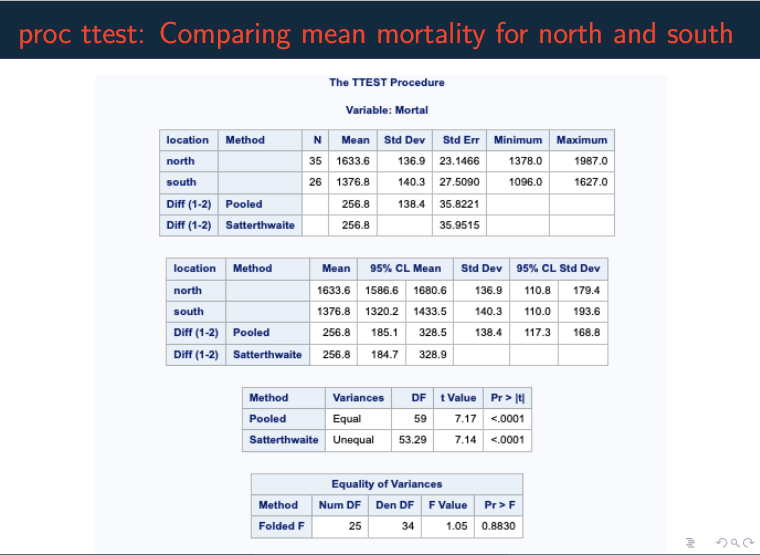 proc ttest: Comparing mean mortality for north and south
The TTEST Procedure
Variable: Mortal
location Method N Mean Std Dev Std Err Minimum Maximum
north 35 1633.6 136.9 23.1466 1378.0 1987.0
south 26 1376.8 140.3 27.5090 1096.0 1627.0
Diff (1-2) Pooled 256.8 138.4 35.8221
Diff (1-2) Satterthwaite 256.8 35.9515
location Method Mean 95% CL Mean Std Dev 95% CL Std Dev
north 1633.6 1586.6 1680.6 136.9 110.8 179.4
south 1376.8 1320.2 1433.5 140.3 110.0 193.6
Diff (1-2) Pooled 256.8 185.1 328.5 138.4 117.3 168.8
Diff (1-2) Satterthwaite 256.8 184.7 328.9
Method Variances DF t Value Pr > |t|
Pooled Equal 59 7.17 <.0001
Satterthwaite Unequal 53.29 7.14 <.0001
Equality of Variances
Method Num DF Den DF F Value Pr > F
Folded F 25 34 1.05 0.8830